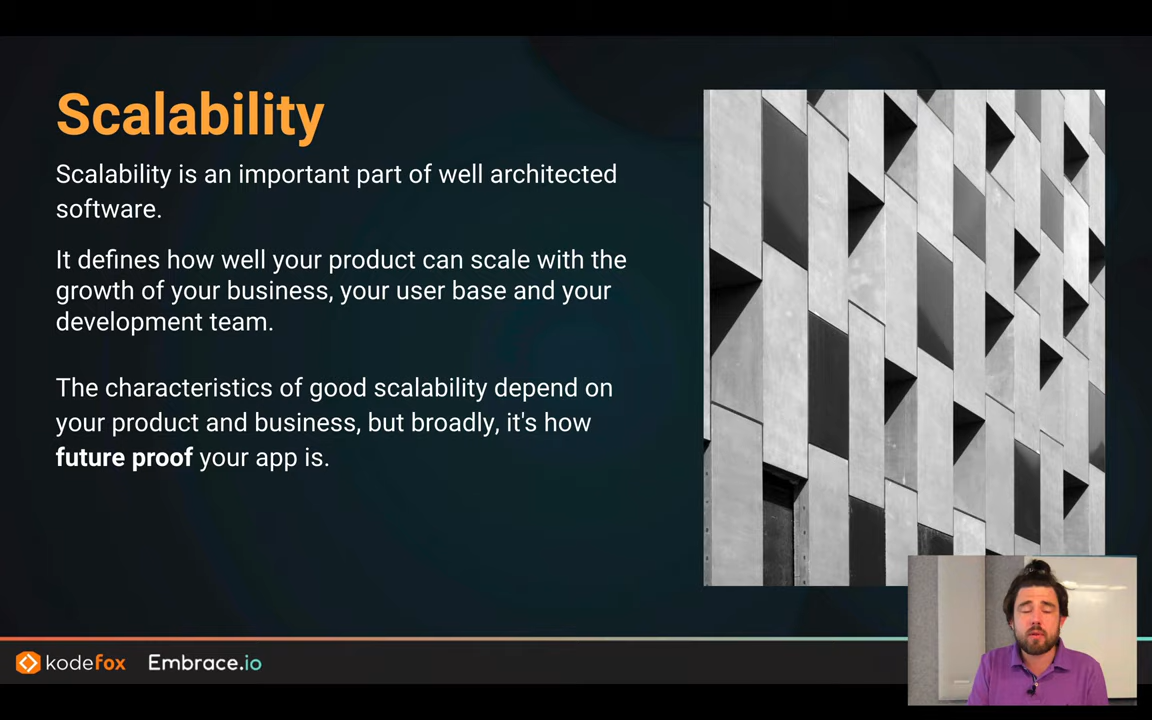 Scalability
Scalability is an important part of well architected
software.
It defines how well your product can scale with the
growth of your business, your user base and your
development team.
The characteristics of good scalability depend on
your product and business, but broadly, it's how
future proof your app is.
kodefox Embrace.io